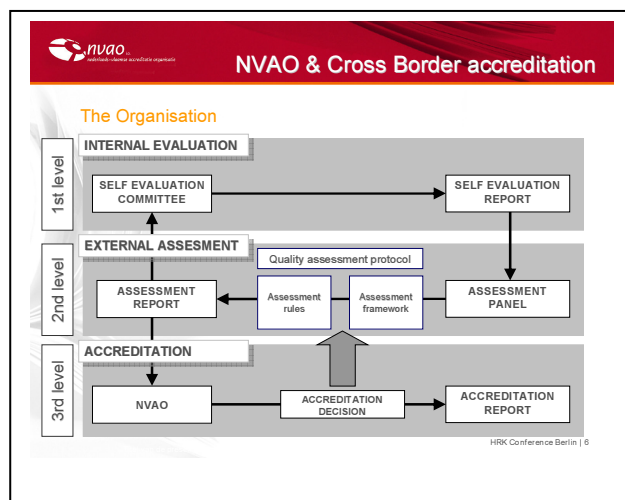 nvao
nederlands-vlaamse accreditatie organisatie
NVAO & Cross Border accreditation
The Organisation
1st level
INTERNAL EVALUATION
SELF EVALUATION
COMMITTEE
SELF EVALUATION
REPORT
2nd level
EXTERNAL ASSESMENT
Quality assessment protocol
ASSESSMENT
REPORT
Assessment
rules
Assessment
framework
ASSESSMENT
PANEL
3rd level
ACCREDITATION
NVAO
ACCREDITATION
DECISION
ACCREDITATION
REPORT
HRK Conference Berlin | 6